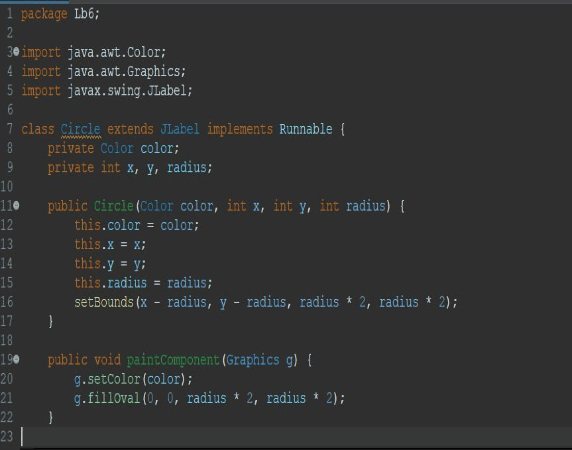 1 package Lb6;
2
3 import java.awt.Color;
4 import java.awt.Graphics;
5 import javax.swing.JLabel;
6
7 class Circle extends JLabel implements Runnable {
8     private Color color;
9     private int x, y, radius;
10
11     public Circle(Color color, int x, int y, int radius) {
12         this.color = color;
13         this.x = x;
14         this.y = y;
15         this.radius = radius;
16         setBounds(x - radius, y - radius, radius * 2, radius * 2);
17     }
18
19     public void paintComponent(Graphics g) {
20         g.setColor(color);
21         g.fillOval(0, 0, radius * 2, radius * 2);
22     }
23